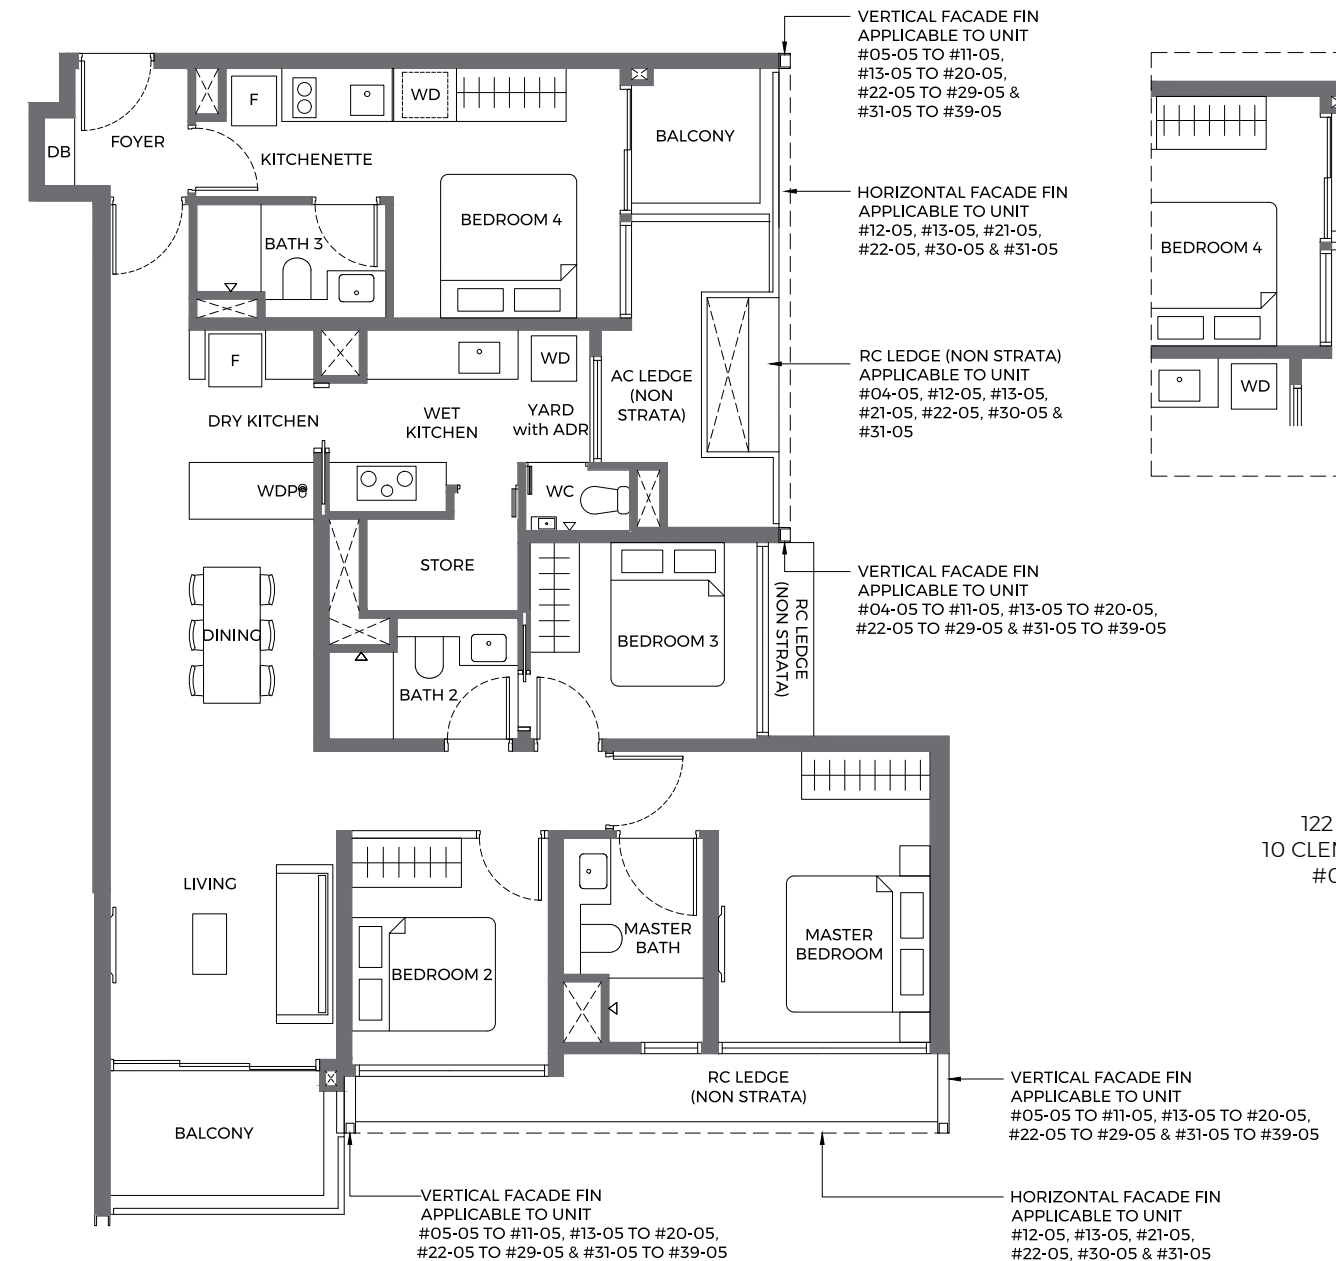 VERTICAL FACADE FIN
APPLICABLE TO UNIT
#05-05 TO #11-05,
#13-05 TO #20-05,
#22-05 TO #29-05 &
#31-05 TO #39-05
F
WD
DB
FOYER
KITCHENETTE
BALCONY
BEDROOM 4
BATH 3
HORIZONTAL FACADE FIN
APPLICABLE TO UNIT
#12-05, #13-05, #21-05,
#22-05, #30-05 & #31-05
BEDROOM 4
WD
F
WD
AC LEDGE
(NON
STRATA)
RC LEDGE (NON STRATA)
APPLICABLE TO UNIT
#04-05, #12-05, #13-05,
#21-05, #22-05, #30-05 &
#31-05
DRY KITCHEN
WET
KITCHEN
YARD
with ADR
WDP
WC
STORE
VERTICAL FACADE FIN
APPLICABLE TO UNIT
#04-05 TO #11-05, #13-05 TO #20-05,
#22-05 TO #29-05 & #31-05 TO #39-05
RC LEDGE
(NON STRATA)
DINING
BEDROOM 3
BATH 2
122
10 CLEM
#0
LIVING
MASTER
BATH
MASTER
BEDROOM
BEDROOM 2
RC LEDGE
(NON STRATA)
BALCONY
VERTICAL FACADE FIN
APPLICABLE TO UNIT
#05-05 TO #11-05, #13-05 TO #20-05,
#22-05 TO #29-05 & #31-05 TO #39-05
VERTICAL FACADE FIN
APPLICABLE TO UNIT
#05-05 TO #11-05, #13-05 TO #20-05,
#22-05 TO #29-05 & #31-05 TO #39-05
HORIZONTAL FACADE FIN
APPLICABLE TO UNIT
#12-05, #13-05, #21-05,
#22-05, #30-05 & #31-05